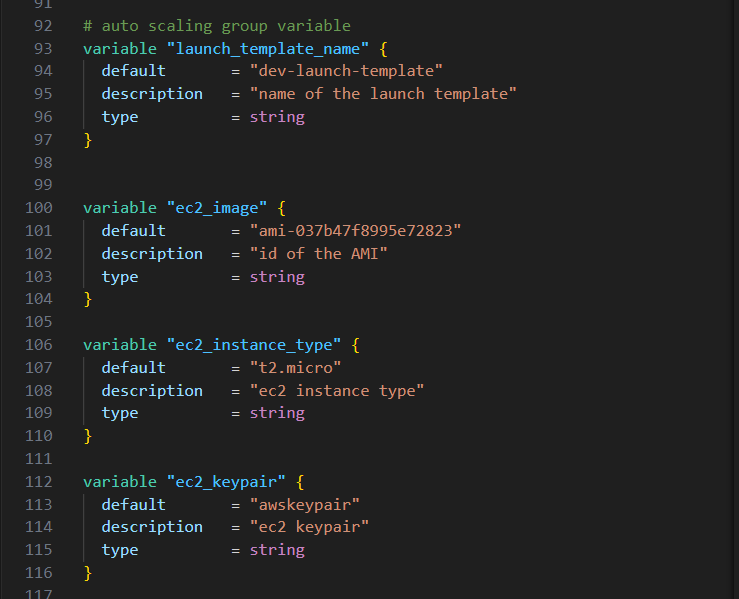 91
92 # auto scaling group variable
93 variable "launch_template_name" {
94 default = "dev-launch-template"
95 description = "name of the launch template"
96 type = string
97 }
98
99
100 variable "ec2_image" {
101 default = "ami-037b47f8995e72823"
102 description = "id of the AMI"
103 type = string
104 }
105
106 variable "ec2_instance_type" {
107 default = "t2.micro"
108 description = "ec2 instance type"
109 type = string
110 }
111
112 variable "ec2_keypair" {
113 default = "awskeypair"
114 description = "ec2 keypair"
115 type = string
116 }
117